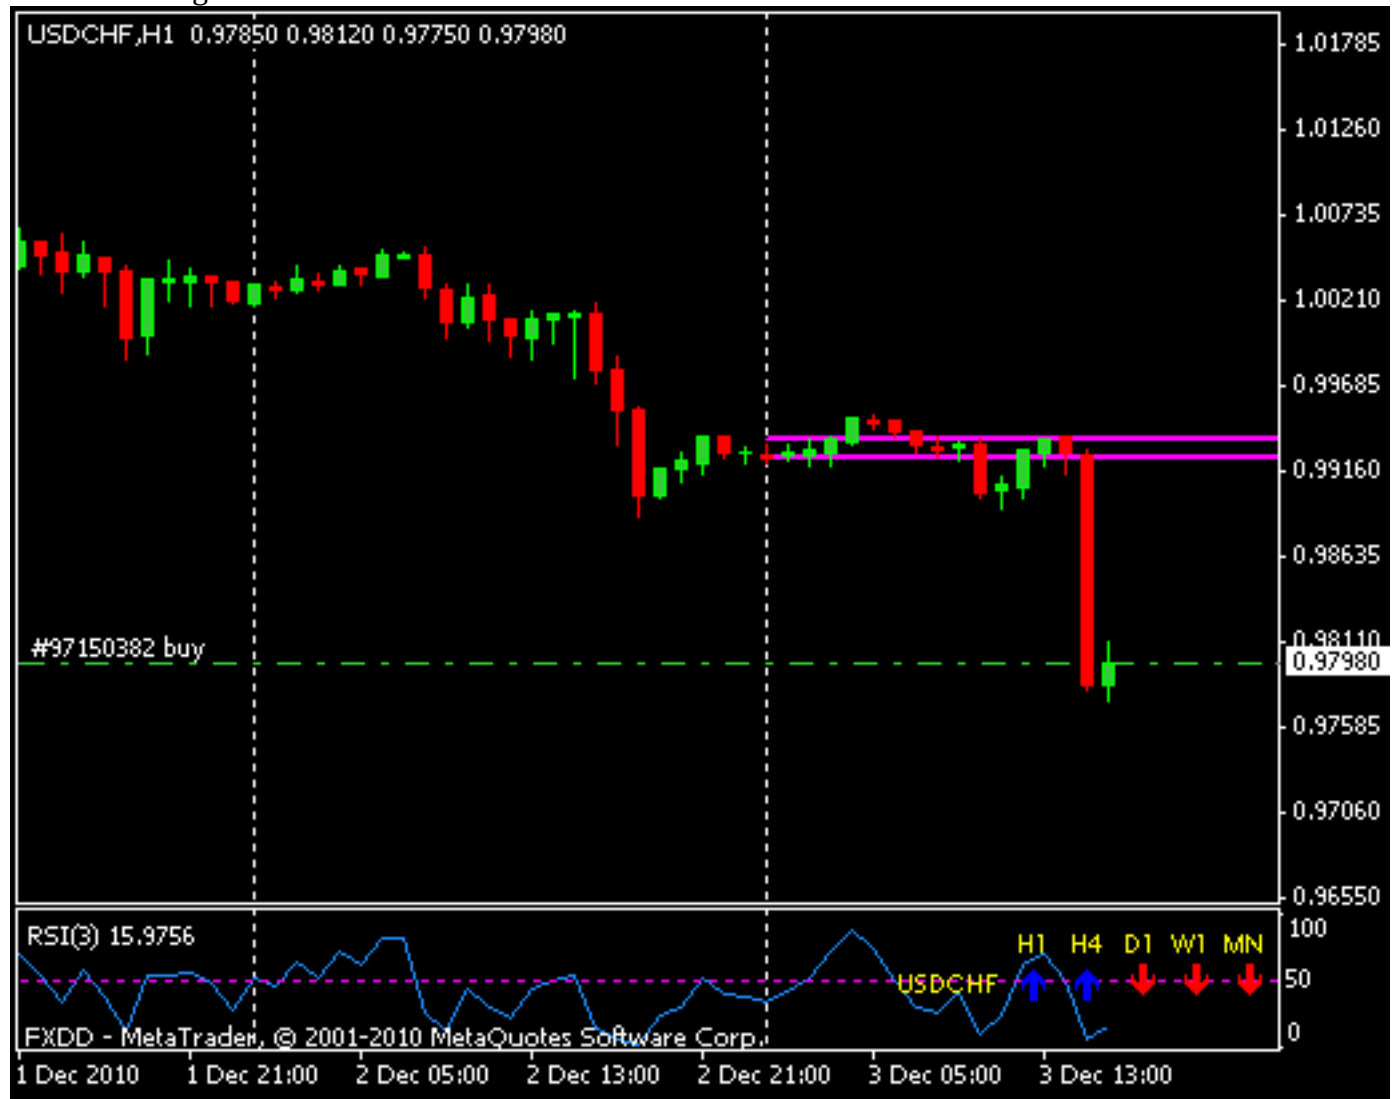 USDCHF,H1 0.97850 0.98120 0.97750 0.97980
1.01785
1.01260
1.00735
1.00210
0.99685
0.99160
0.98635
0.98110
#97150382 buy
0.97980
0.97585
0.97060
0.96550
RSI(3) 15.9756
100
H1 H4 D1 W1 MN
USDCHF
50
0
FXDD - MetaTrader, © 2001-2010 MetaQuotes Software Corp.
1 Dec 2010 1 Dec 21:00 2 Dec 05:00 2 Dec 13:00 2 Dec 21:00 3 Dec 05:00 3 Dec 13:00